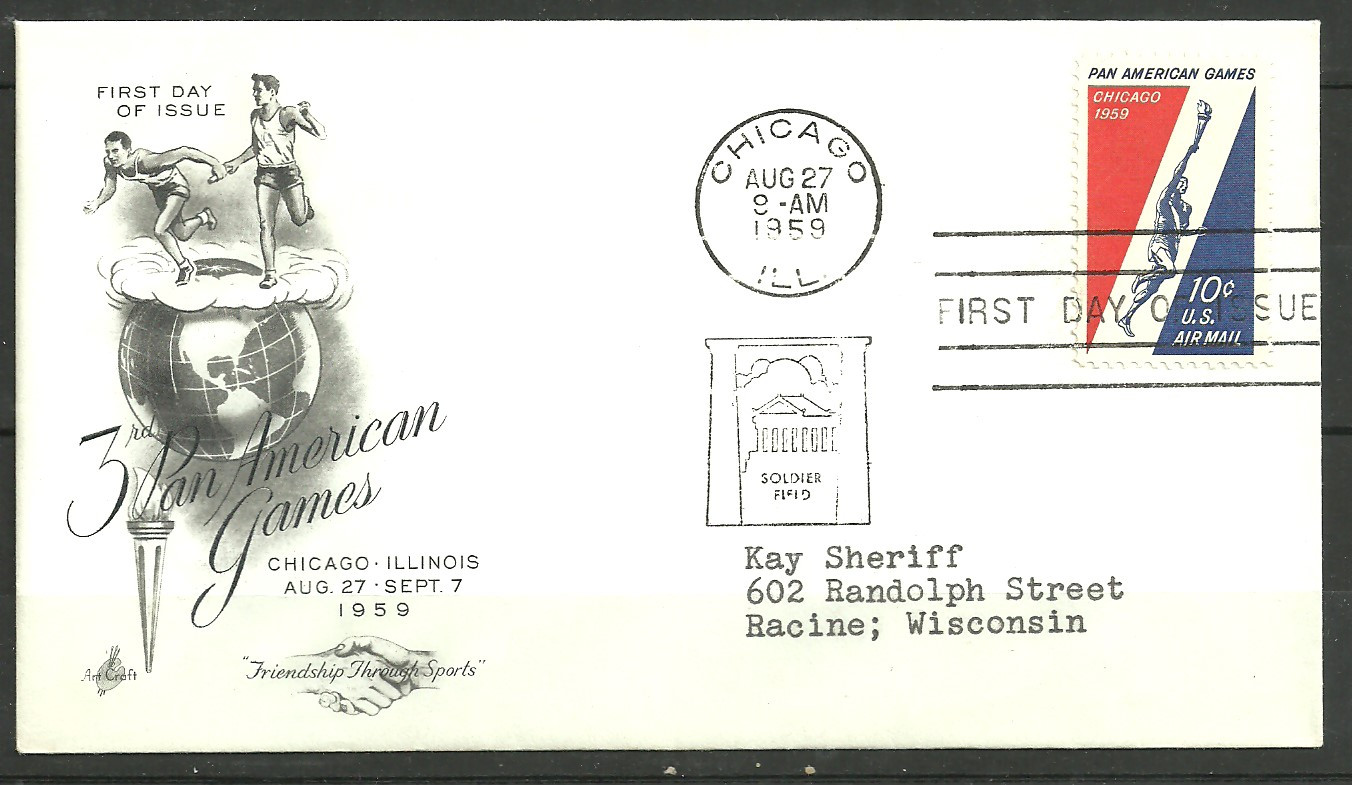 FIRST DAY
OF ISSUE
3rd Pan American
Games
CHICAGO · ILLINOIS
AUG. 27 · SEPT. 7
1959
"Friendship Through Sports"
Art Craft
CHICAGO
AUG 27
9 -AM
1959
ILL.
SOLDIER
FIELD
PAN AMERICAN GAMES
CHICAGO
1959
10¢
U.S.
AIR MAIL
FIRST DAY OF ISSUE
Kay Sheriff
602 Randolph Street
Racine; Wisconsin